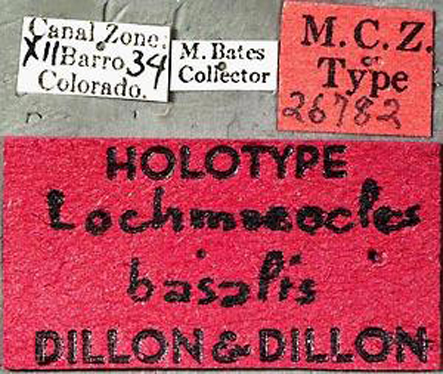 Canal Zone:
XII Barro 34
Colorado.
M. Bates
Collector
M.C.Z.
Type
26782
HOLOTYPE
Lochmaeocles
basalis
DILLON & DILLON